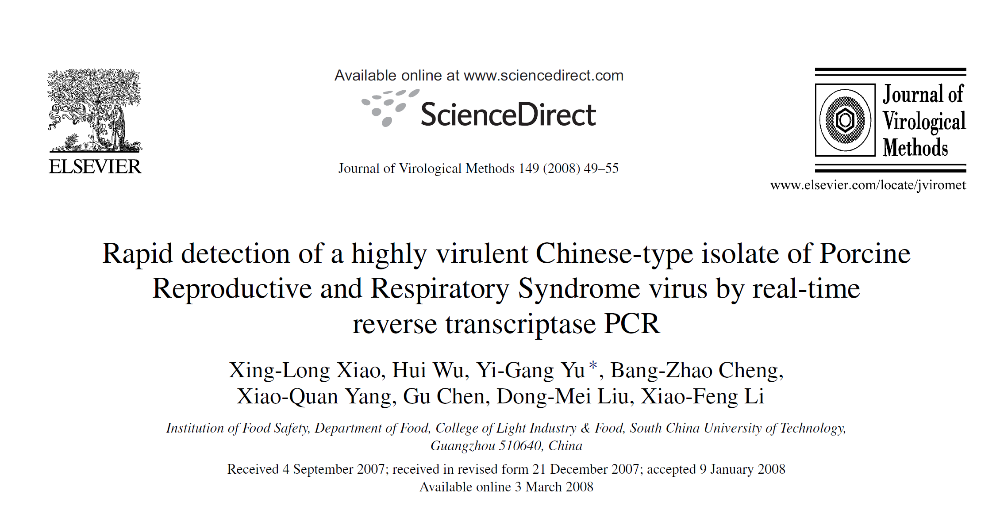 Available online at www.sciencedirect.com
NON SOLUS
ScienceDirect
ELSEVIER
Journal of Virological Methods 149 (2008) 49–55
Journal of
Virological
Methods
www.elsevier.com/locate/jviromet
Rapid detection of a highly virulent Chinese-type isolate of Porcine
Reproductive and Respiratory Syndrome virus by real-time
reverse transcriptase PCR
Xing-Long Xiao, Hui Wu, Yi-Gang Yu*, Bang-Zhao Cheng,
Xiao-Quan Yang, Gu Chen, Dong-Mei Liu, Xiao-Feng Li
Institution of Food Safety, Department of Food, College of Light Industry & Food, South China University of Technology,
Guangzhou 510640, China
Received 4 September 2007; received in revised form 21 December 2007; accepted 9 January 2008
Available online 3 March 2008